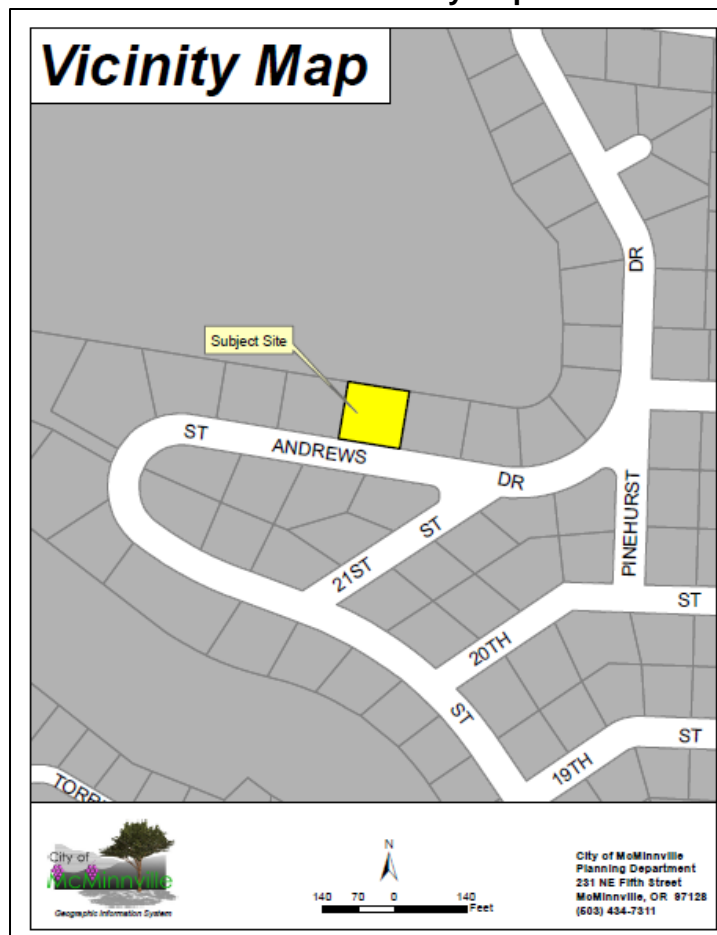 Vicinity Map
DR
Subject Site
ST ANDREWS DR
PINEHURST
21ST ST
20TH ST
ST
19TH ST
City of
McMinnville
Geographic Information System
N
140 70 0 140
Feet
City of McMinnville
Planning Department
231 NE Fifth Street
McMinnville, OR 97128
(503) 434-7311